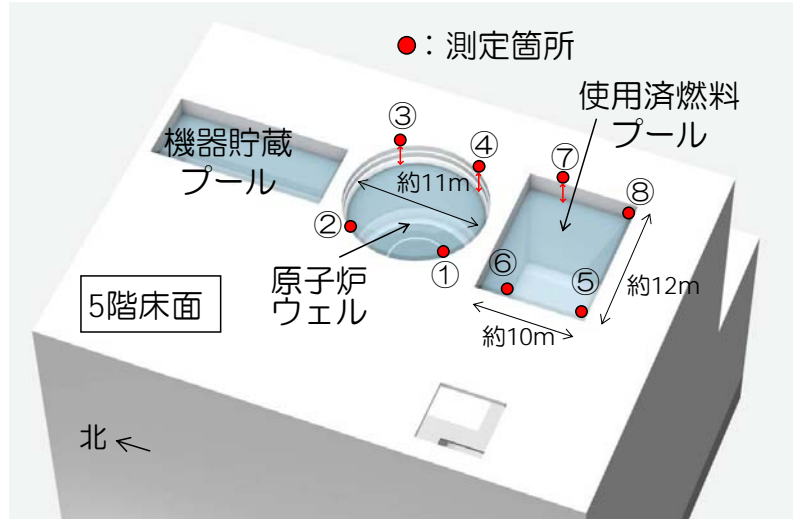 ●：測定箇所
使用済燃料
プール
機器貯蔵
プール
③
④
⑦
⑧
約11m
②
①
⑥
⑤
原子炉
ウェル
約12m
約10m
5階床面
北